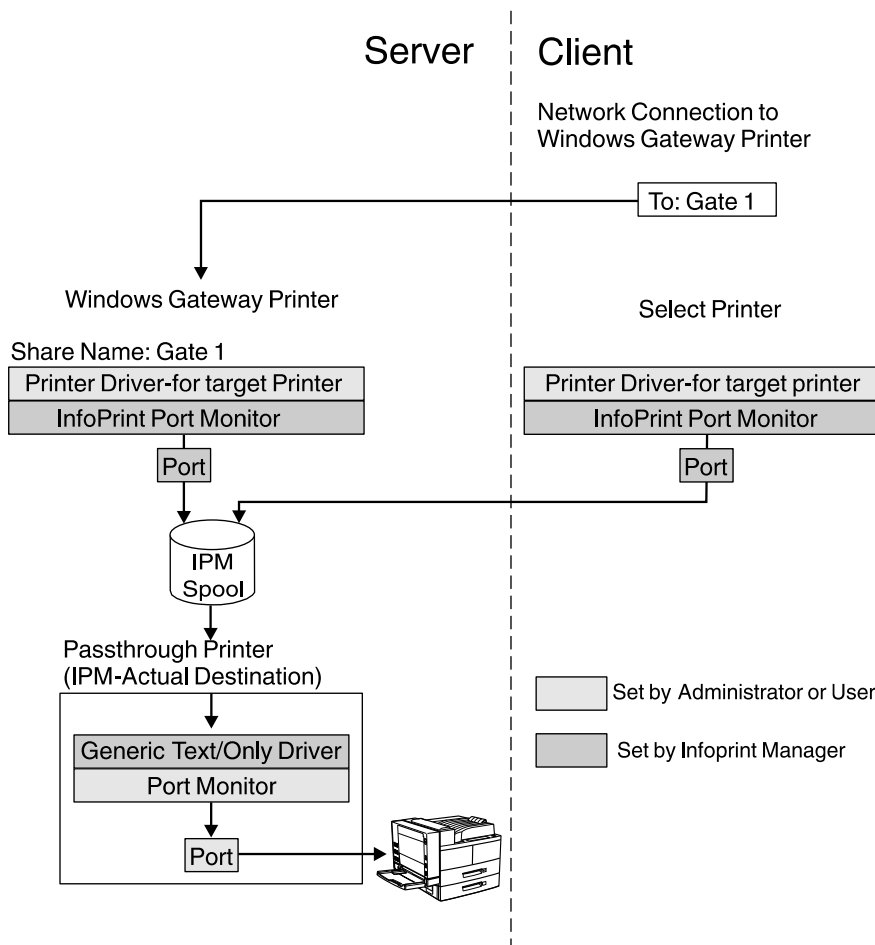 Server
Client
Network Connection to
Windows Gateway Printer
To: Gate 1
Windows Gateway Printer
Select Printer
Share Name: Gate 1
Printer Driver-for target Printer
InfoPrint Port Monitor
Port
Printer Driver-for target printer
InfoPrint Port Monitor
Port
IPM
Spool
Passthrough Printer
(IPM-Actual Destination)
Generic Text/Only Driver
Port Monitor
Port
Set by Administrator or User
Set by Infoprint Manager